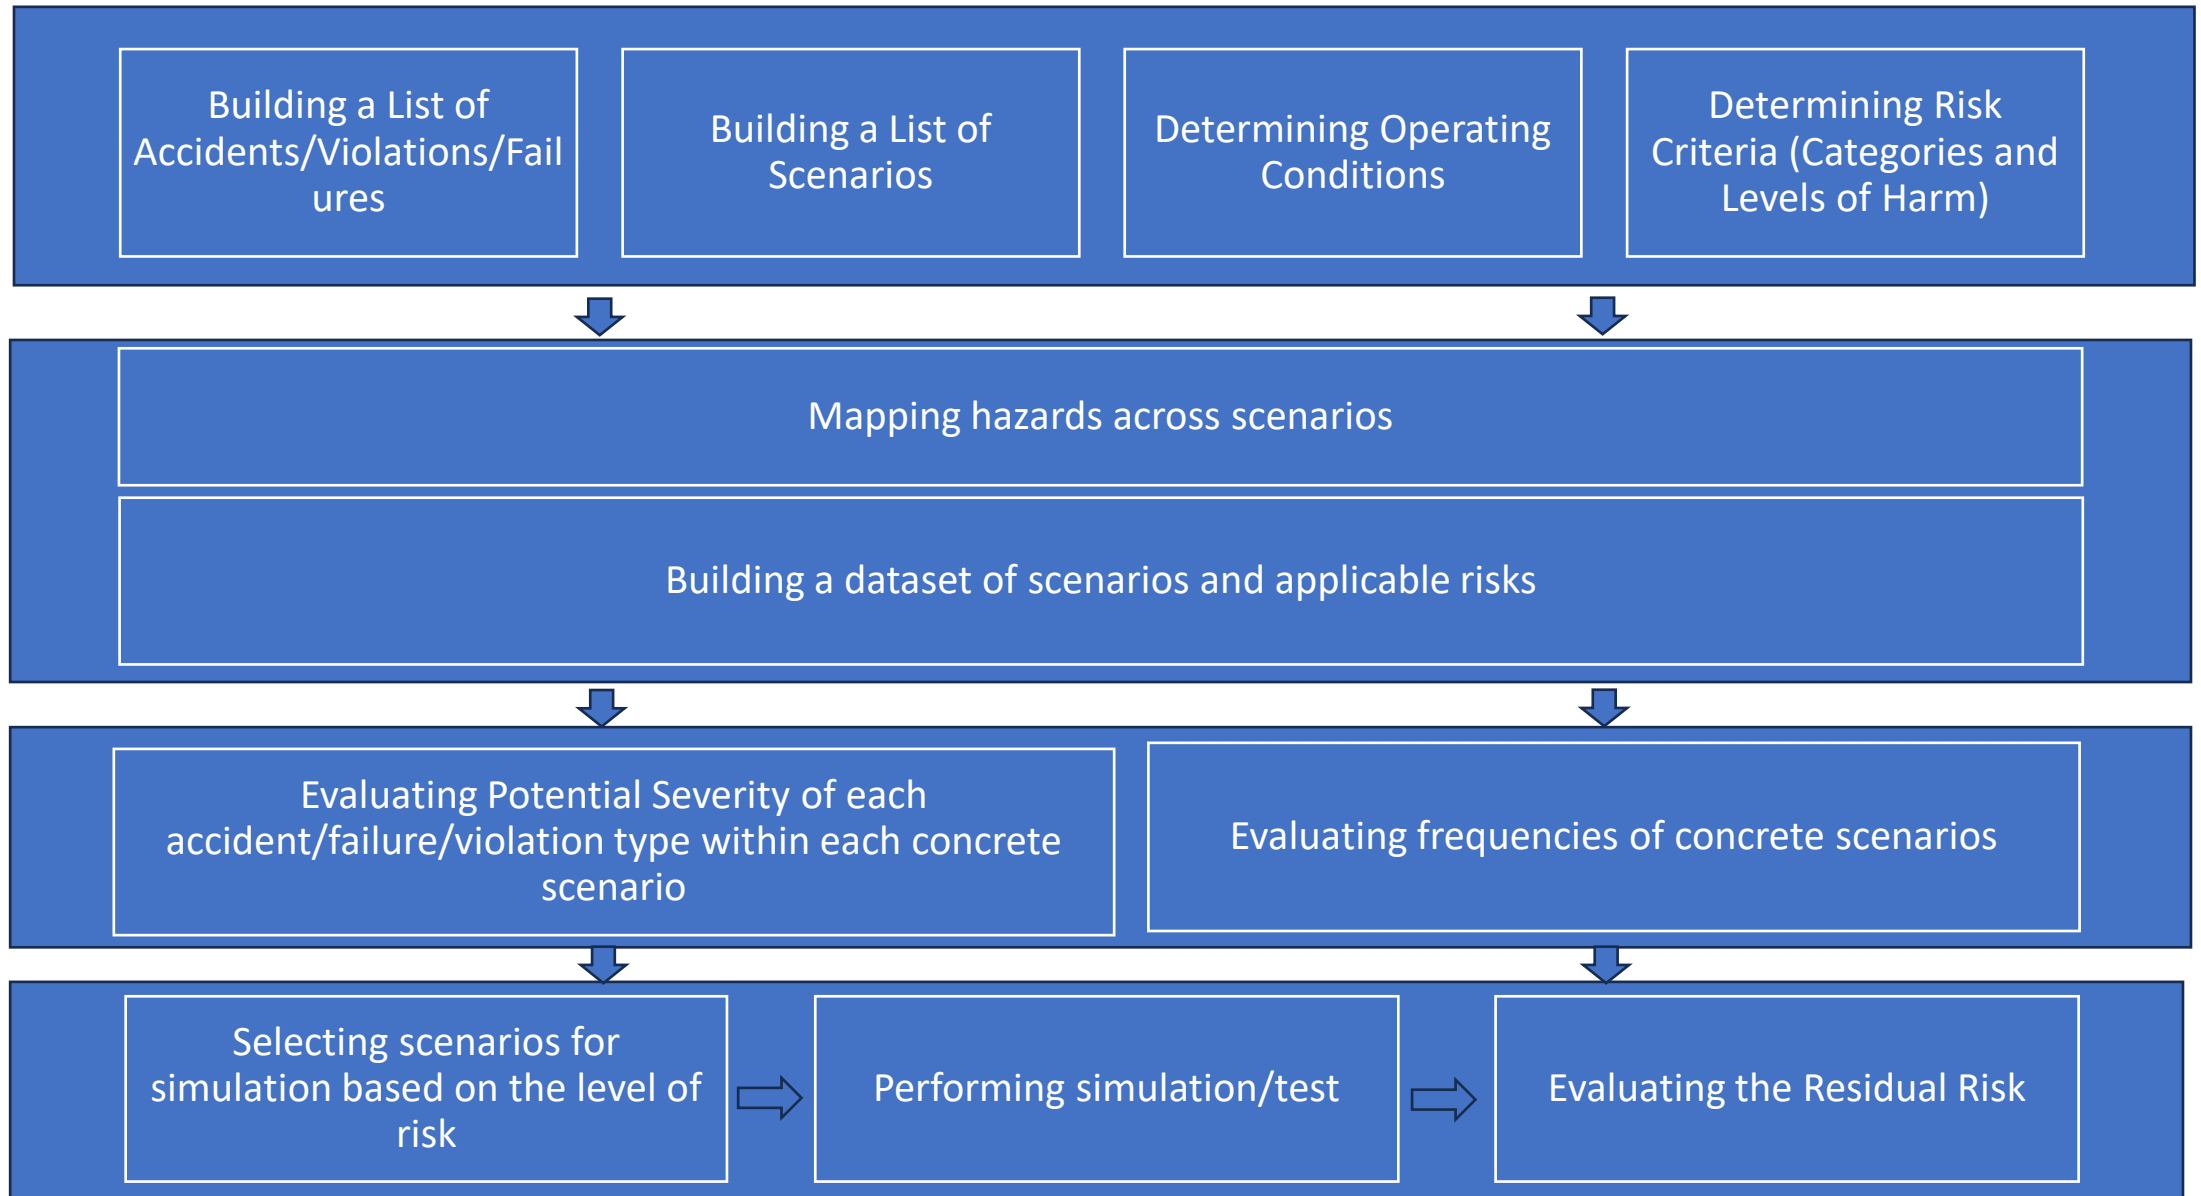 Building a List of
Accidents/Violations/Fail
ures
Building a List of
Scenarios
Determining Operating
Conditions
Determining Risk
Criteria (Categories and
Levels of Harm)
Mapping hazards across scenarios
Building a dataset of scenarios and applicable risks
Evaluating Potential Severity of each
accident/failure/violation type within each concrete
scenario
Evaluating frequencies of concrete scenarios
Selecting scenarios for
simulation based on the level of
risk
Performing simulation/test
Evaluating the Residual Risk